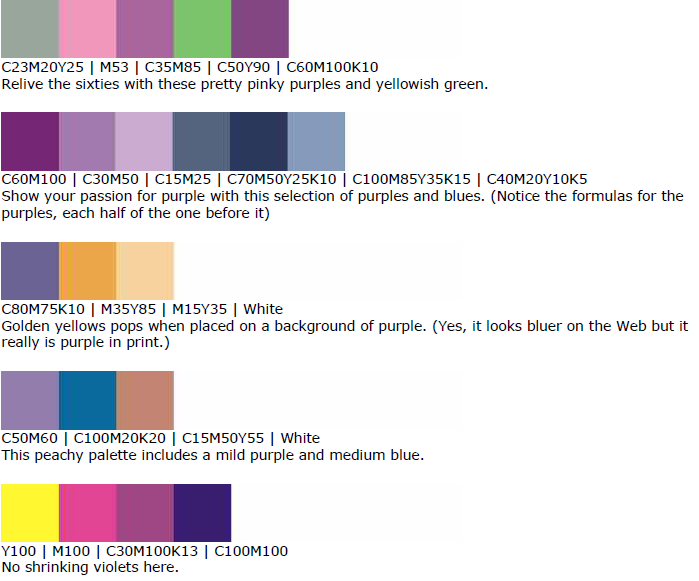 C23M20Y25 | M53 | C35M85 | C50Y90 | C60M100K10
Relive the sixties with these pretty pinky purples and yellowish green.
C60M100 | C30M50 | C15M25 | C70M50Y25K10 | C100M85Y35K15 | C40M20Y10K5
Show your passion for purple with this selection of purples and blues. (Notice the formulas for the
purples, each half of the one before it)
C80M75K10 | M35Y85 | M15Y35 | White
Golden yellows pops when placed on a background of purple. (Yes, it looks bluer on the Web but it
really is purple in print.)
C50M60 | C100M20K20 | C15M50Y55 | White
This peachy palette includes a mild purple and medium blue.
Y100 | M100 | C30M100K13 | C100M100
No shrinking violets here.